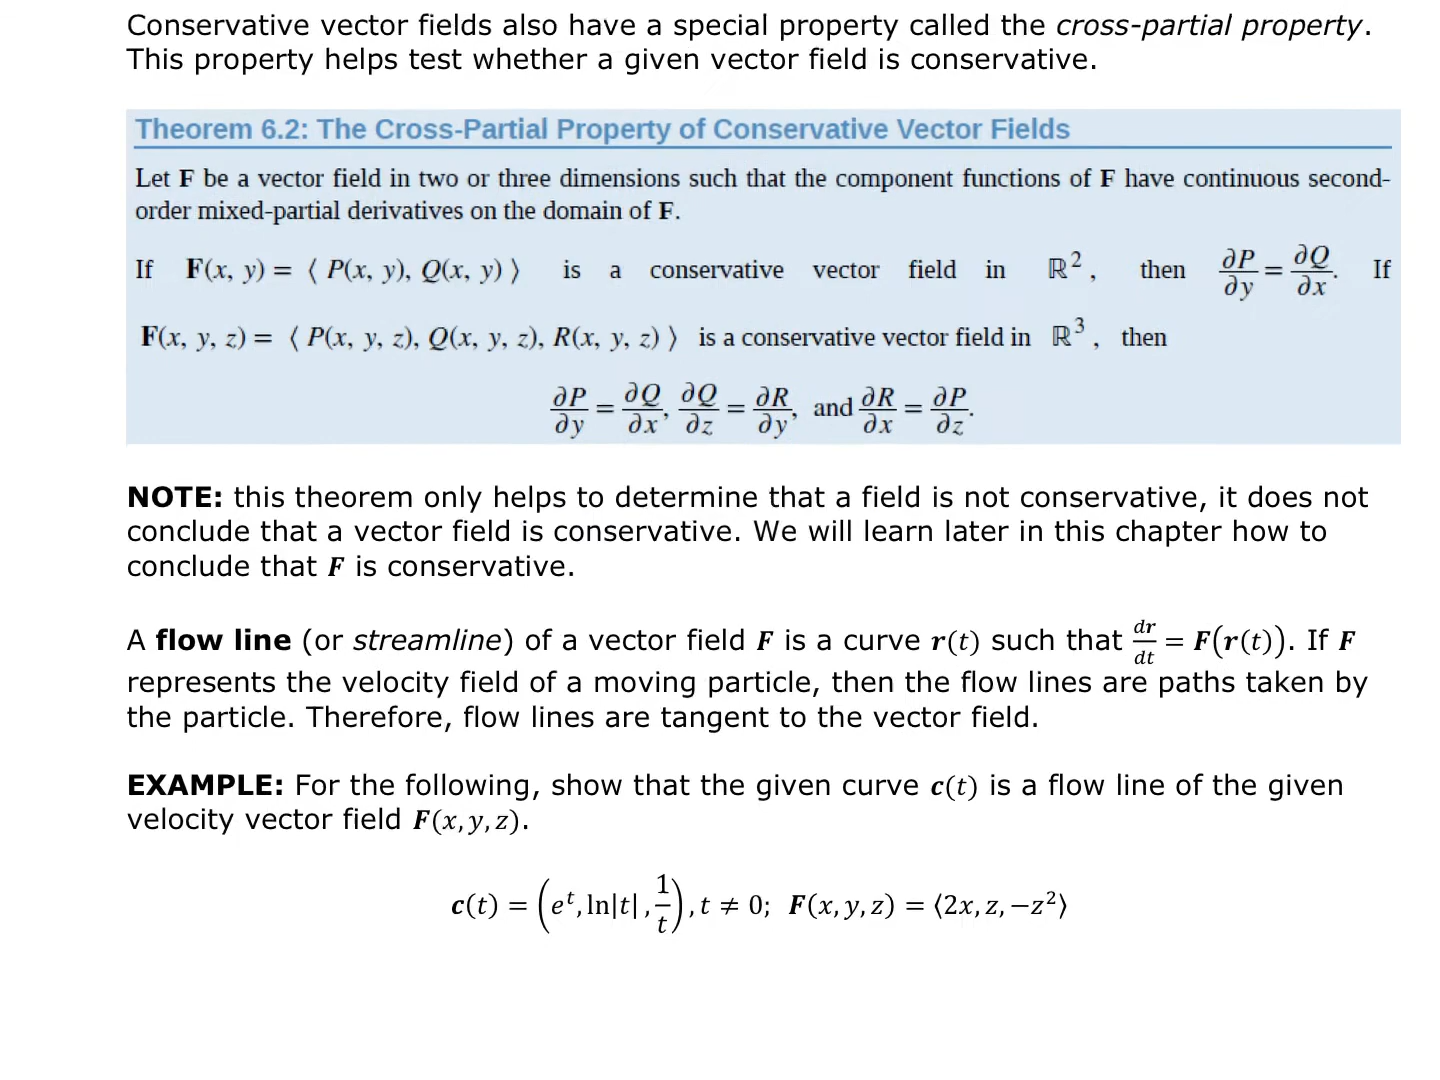 Conservative vector fields also have a special property called the cross-partial property.
This property helps test whether a given vector field is conservative.
Theorem 6.2: The Cross-Partial Property of Conservative Vector Fields
Let F be a vector field in two or three dimensions such that the component functions of F have continuous second-
order mixed-partial derivatives on the domain of F.
If F(x, y) = ⟨ P(x, y), Q(x, y) ⟩ is a conservative vector field in ℝ², then ∂P/∂y = ∂Q/∂x. If
F(x, y, z) = ⟨ P(x, y, z), Q(x, y, z), R(x, y, z) ⟩ is a conservative vector field in ℝ³, then
∂P/∂y = ∂Q/∂x, ∂Q/∂z = ∂R/∂y, and ∂R/∂x = ∂P/∂z.
NOTE: this theorem only helps to determine that a field is not conservative, it does not
conclude that a vector field is conservative. We will learn later in this chapter how to
conclude that F is conservative.
A flow line (or streamline) of a vector field F is a curve r(t) such that dr/dt = F(r(t)). If F
represents the velocity field of a moving particle, then the flow lines are paths taken by
the particle. Therefore, flow lines are tangent to the vector field.
EXAMPLE: For the following, show that the given curve c(t) is a flow line of the given
velocity vector field F(x, y, z).
c(t) = (e^t, ln|t|, 1/t), t ≠ 0; F(x, y, z) = ⟨2x, z, −z²⟩